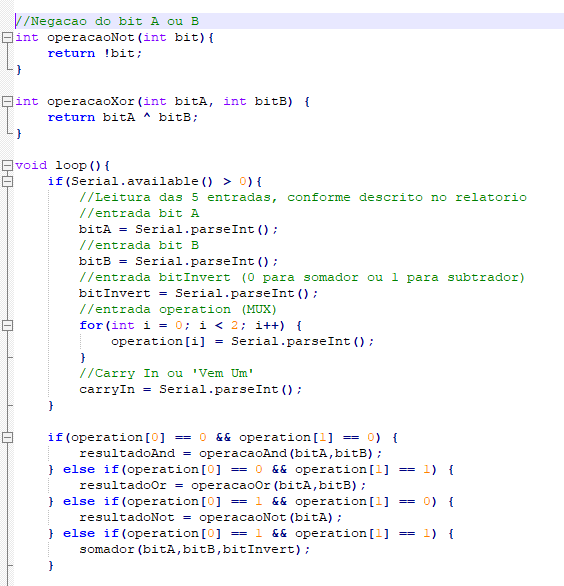 //Negacao do bit A ou B
int operacaoNot(int bit){
    return !bit;
}

int operacaoXor(int bitA, int bitB) {
    return bitA ^ bitB;
}

void loop(){
    if(Serial.available() > 0){
        //Leitura das 5 entradas, conforme descrito no relatorio
        //entrada bit A
        bitA = Serial.parseInt();
        //entrada bit B
        bitB = Serial.parseInt();
        //entrada bitInvert (0 para somador ou 1 para subtrador)
        bitInvert = Serial.parseInt();
        //entrada operation (MUX)
        for(int i = 0; i < 2; i++) {
            operation[i] = Serial.parseInt();
        }
        //Carry In ou 'Vem Um'
        carryIn = Serial.parseInt();
    }

    if(operation[0] == 0 && operation[1] == 0) {
        resultadoAnd = operacaoAnd(bitA,bitB);
    } else if(operation[0] == 0 && operation[1] == 1) {
        resultadoOr = operacaoOr(bitA,bitB);
    } else if(operation[0] == 1 && operation[1] == 0) {
        resultadoNot = operacaoNot(bitA);
    } else if(operation[0] == 1 && operation[1] == 1) {
        somador(bitA,bitB,bitInvert);
    }